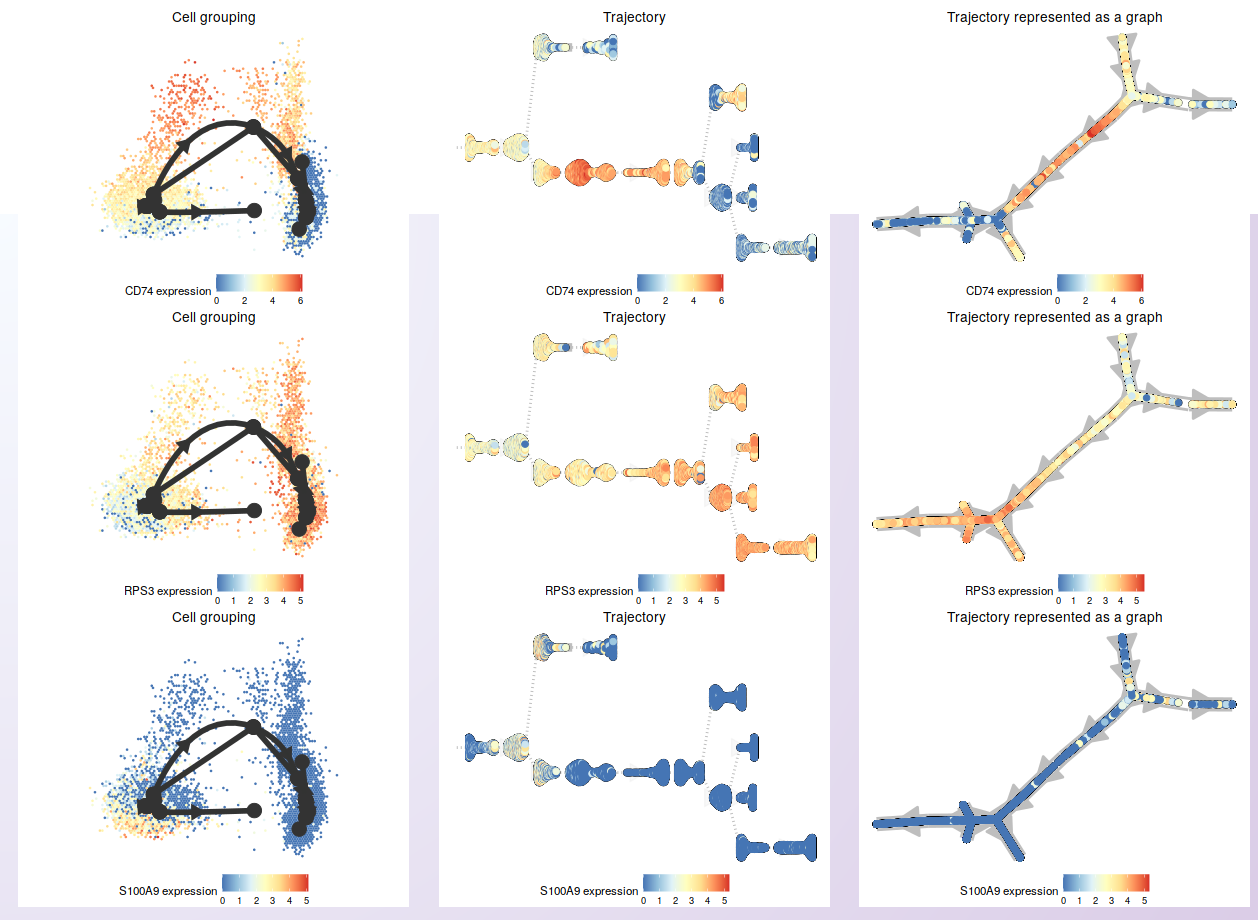 Cell grouping
Trajectory
Trajectory represented as a graph
CD74 expression
0 2 4 6
CD74 expression
0 2 4 6
CD74 expression
0 2 4 6
Cell grouping
Trajectory
Trajectory represented as a graph
RPS3 expression
0 1 2 3 4 5
RPS3 expression
0 1 2 3 4 5
RPS3 expression
0 1 2 3 4 5
Cell grouping
Trajectory
Trajectory represented as a graph
S100A9 expression
0 1 2 3 4 5
S100A9 expression
0 1 2 3 4 5
S100A9 expression
0 1 2 3 4 5